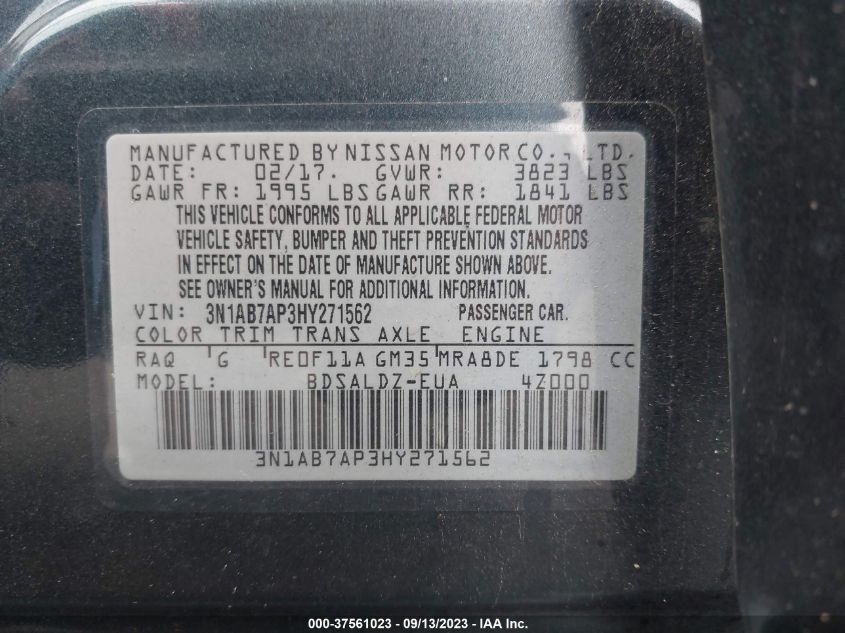 MANUFACTURED BY NISSAN MOTOR CO., LTD.
DATE: 02/17. GVWR: 3823 LBS
GAWR FR: 1995 LBS GAWR RR: 1841 LBS
THIS VEHICLE CONFORMS TO ALL APPLICABLE FEDERAL MOTOR
VEHICLE SAFETY, BUMPER AND THEFT PREVENTION STANDARDS
IN EFFECT ON THE DATE OF MANUFACTURE SHOWN ABOVE.
SEE OWNER'S MANUAL FOR ADDITIONAL INFORMATION.
VIN: 3N1AB7AP3HY271562 PASSENGER CAR.
COLOR TRIM TRANS AXLE ENGINE
RAQ 'G 'RE0F11A GM35 'MRA8DE 1798 CC
MODEL: BDSALDZ-EUA 4Z000
3N1AB7AP3HY271562
000-37561023 - 09/13/2023 - IAA Inc.